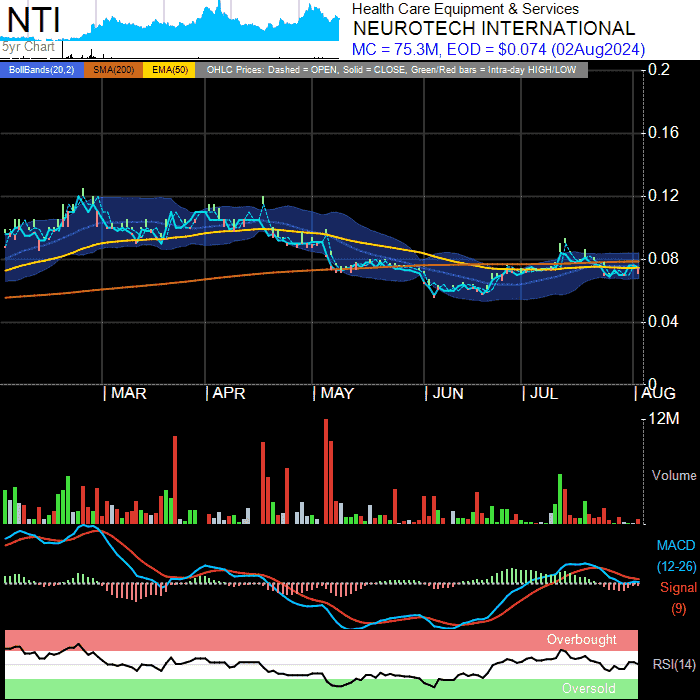 NTI
5yr Chart
Health Care Equipment & Services
NEUROTECH INTERNATIONAL
MC = 75.3M, EOD = $0.074 (02Aug2024)
BollBands(20,2) SMA(200) EMA(50) OHLC Prices: Dashed = OPEN, Solid = CLOSE, Green/Red bars = Intra-day HIGH/LOW
0.2
0.16
0.12
0.08
0.04
0
MAR APR MAY JUN JUL AUG
12M
Volume
MACD
(12-26)
Signal
(9)
Overbought
RSI(14)
Oversold